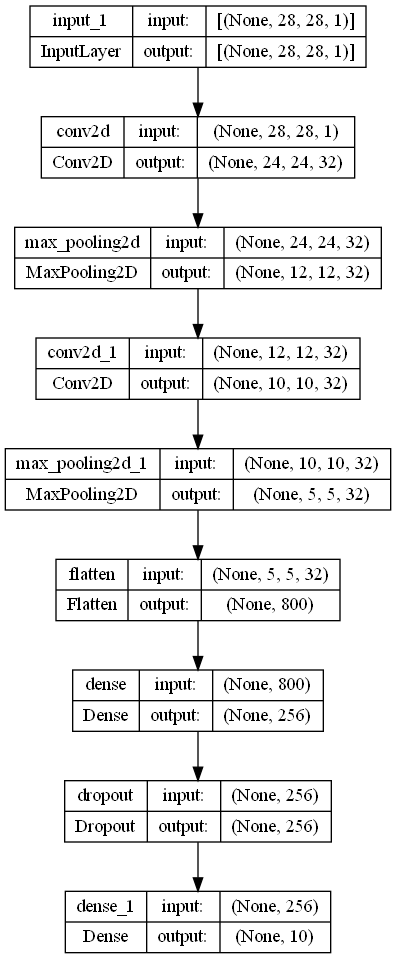 input_1 input: [(None, 28, 28, 1)]
InputLayer output: [(None, 28, 28, 1)]
conv2d input: (None, 28, 28, 1)
Conv2D output: (None, 24, 24, 32)
max_pooling2d input: (None, 24, 24, 32)
MaxPooling2D output: (None, 12, 12, 32)
conv2d_1 input: (None, 12, 12, 32)
Conv2D output: (None, 10, 10, 32)
max_pooling2d_1 input: (None, 10, 10, 32)
MaxPooling2D output: (None, 5, 5, 32)
flatten input: (None, 5, 5, 32)
Flatten output: (None, 800)
dense input: (None, 800)
Dense output: (None, 256)
dropout input: (None, 256)
Dropout output: (None, 256)
dense_1 input: (None, 256)
Dense output: (None, 10)